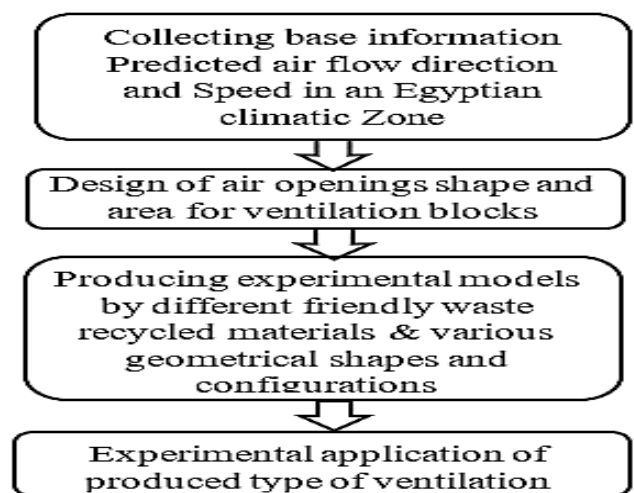 Collecting base information
Predicted air flow direction
and Speed in an Egyptian
climatic Zone
Design of air openings shape and
area for ventilation blocks
Producing experimental models
by different friendly waste
recycled materials & various
geometrical shapes and
configurations
Experimental application of
produced type of ventilation